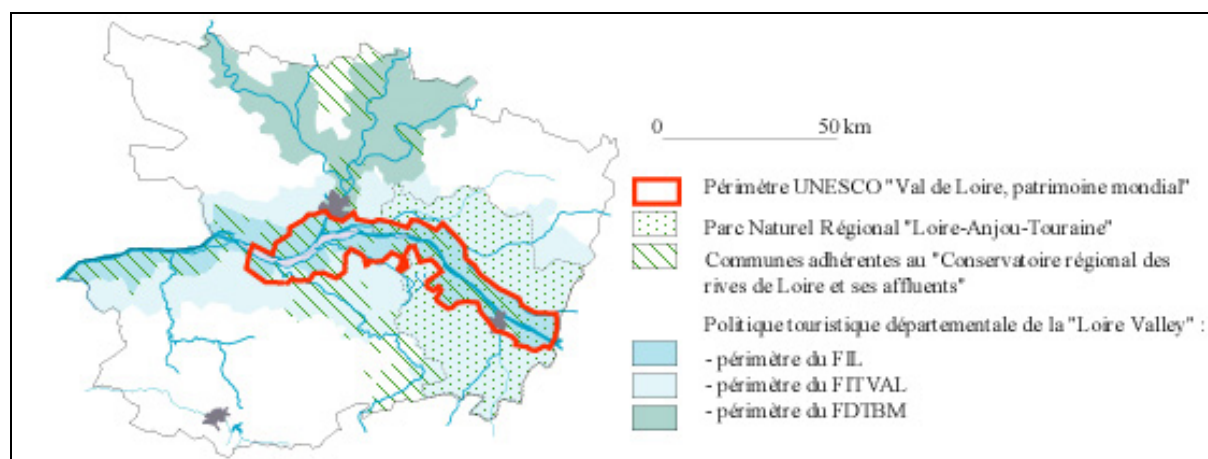 0 50 km
Périmètre UNESCO "Val de Loire, patrimoine mondial"
Parc Naturel Régional "Loire-Anjou-Touraine"
Communes adhérentes au "Conservatoire régional des
rives de Loire et ses affluents"
Politique touristique départementale de la "Loire Valley" :
- périmètre du FIL
- périmètre du FITVAL
- périmètre du FDTBM